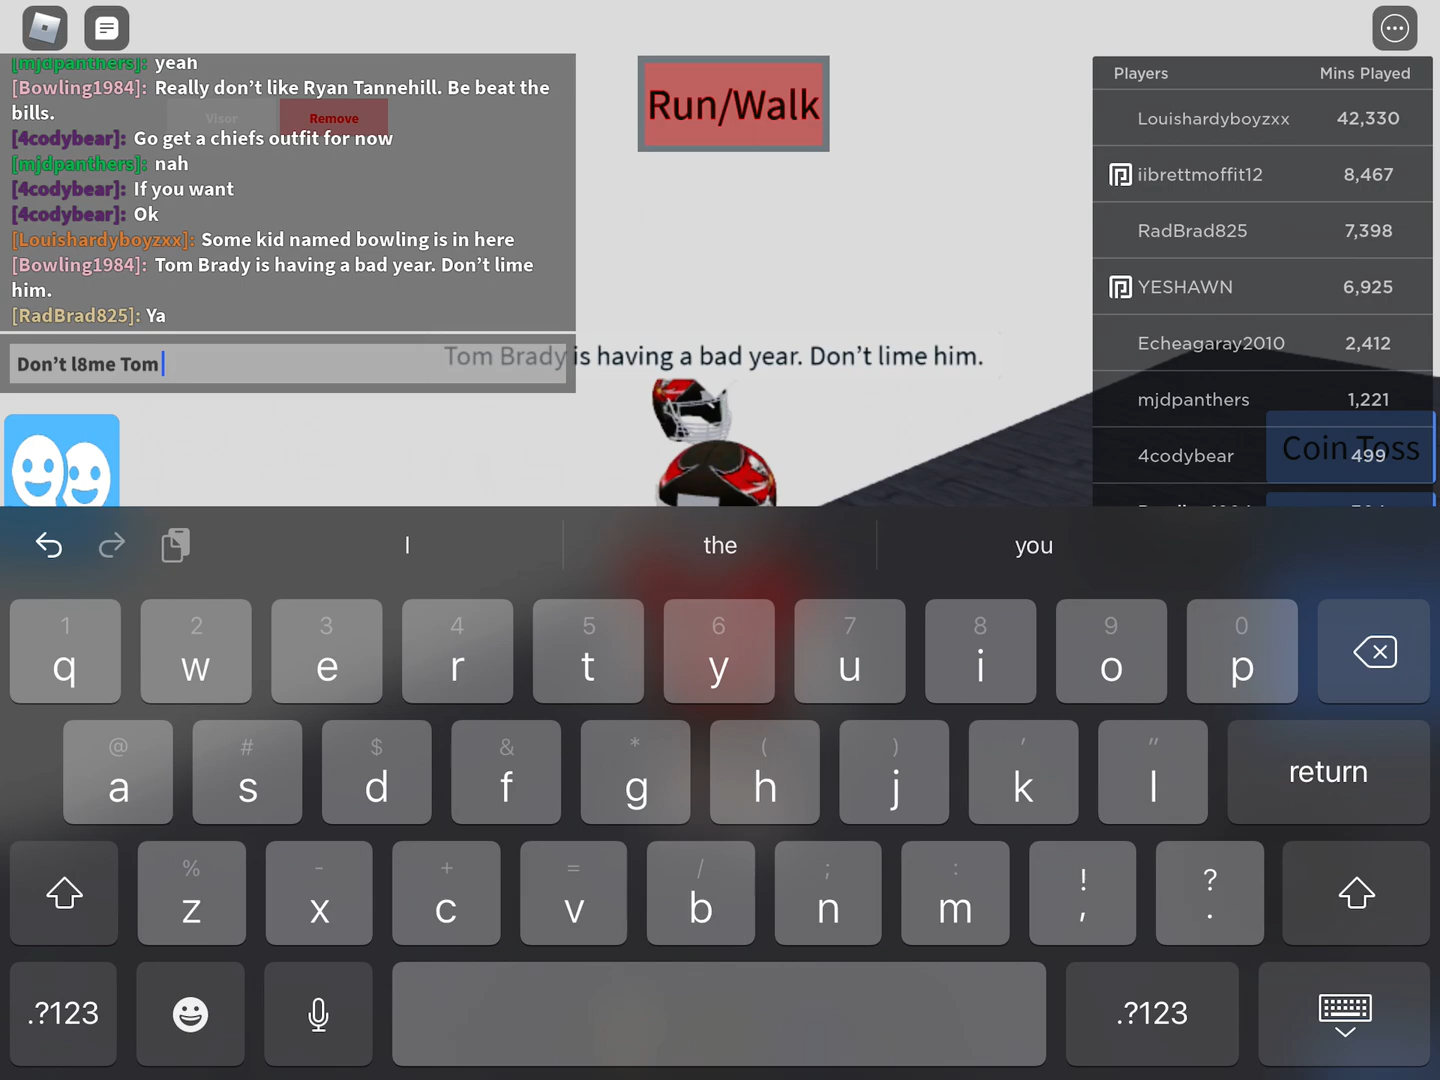 [mjdpanthers]: yeah
[Bowling1984]: Really don’t like Ryan Tannehill. Be beat the
bills.
Visor
Remove
[4codybear]: Go get a chiefs outfit for now
[mjdpanthers]: nah
[4codybear]: If you want
[4codybear]: Ok
[Louishardyboyzxx]: Some kid named bowling is in here
[Bowling1984]: Tom Brady is having a bad year. Don’t lime
him.
[RadBrad825]: Ya
Don’t l8me Tom
Run/Walk
Tom Brady is having a bad year. Don’t lime him.
Players Mins Played
Louishardyboyzxx 42,330
iibrettmoffit12 8,467
RadBrad825 7,398
YESHAWN 6,925
Echeagaray2010 2,412
mjdpanthers 1,221
4codybear 499
Coin Toss
I the you
1 2 3 4 5 6 7 8 9 0
q w e r t y u i o p
@ # $ & * ( ) ' "
a s d f g h j k l return
% - + = / ; : ! ?
z x c v b n m , .
.?123 .?123